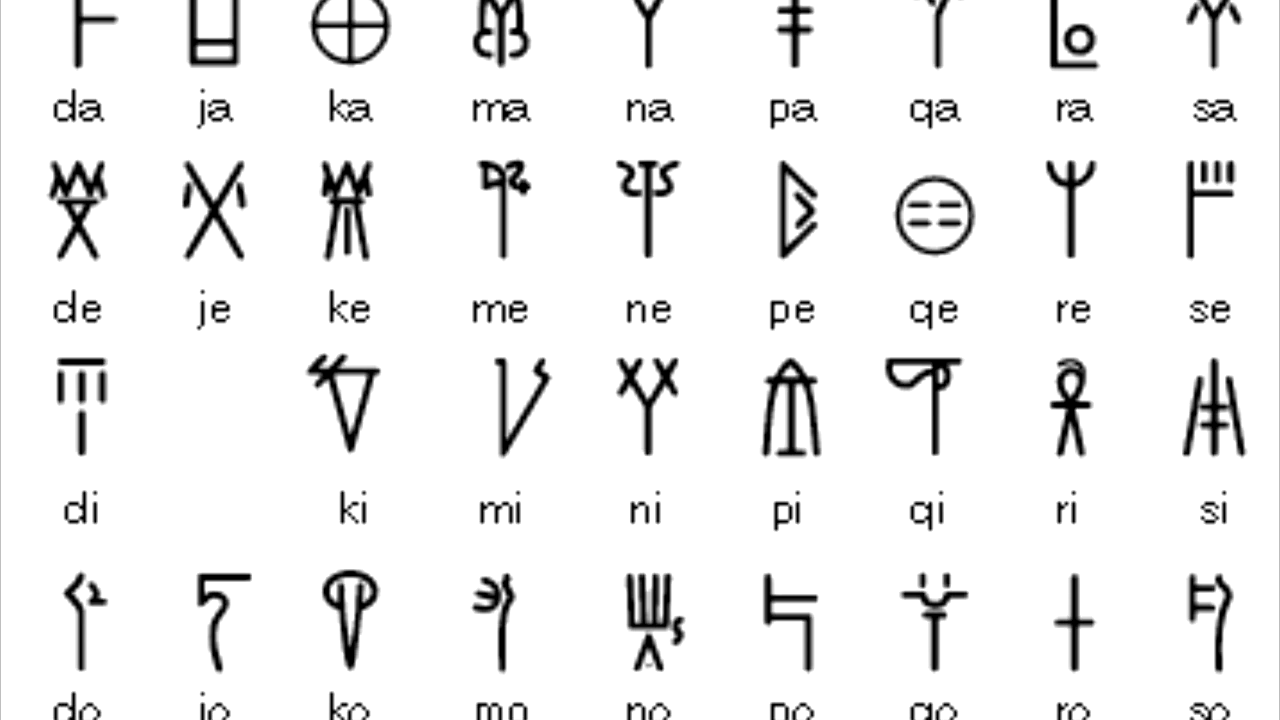 𐀅 𐀊 𐀏 𐀔 𐀙 𐀞 𐀣 𐀨 𐀭
da ja ka ma na pa qa ra sa
𐀆 𐀋 𐀐 𐀕 𐀚 𐀟 𐀤 𐀩 𐀮
de je ke me ne pe qe re se
𐀇 𐀑 𐀖 𐀛 𐀠 𐀥 𐀪 𐀯
di ki mi ni pi qi ri si
𐀈 𐀍 𐀒 𐀗 𐀜 𐀡 𐀦 𐀫 𐀰
do jo ko mo no po qo ro so